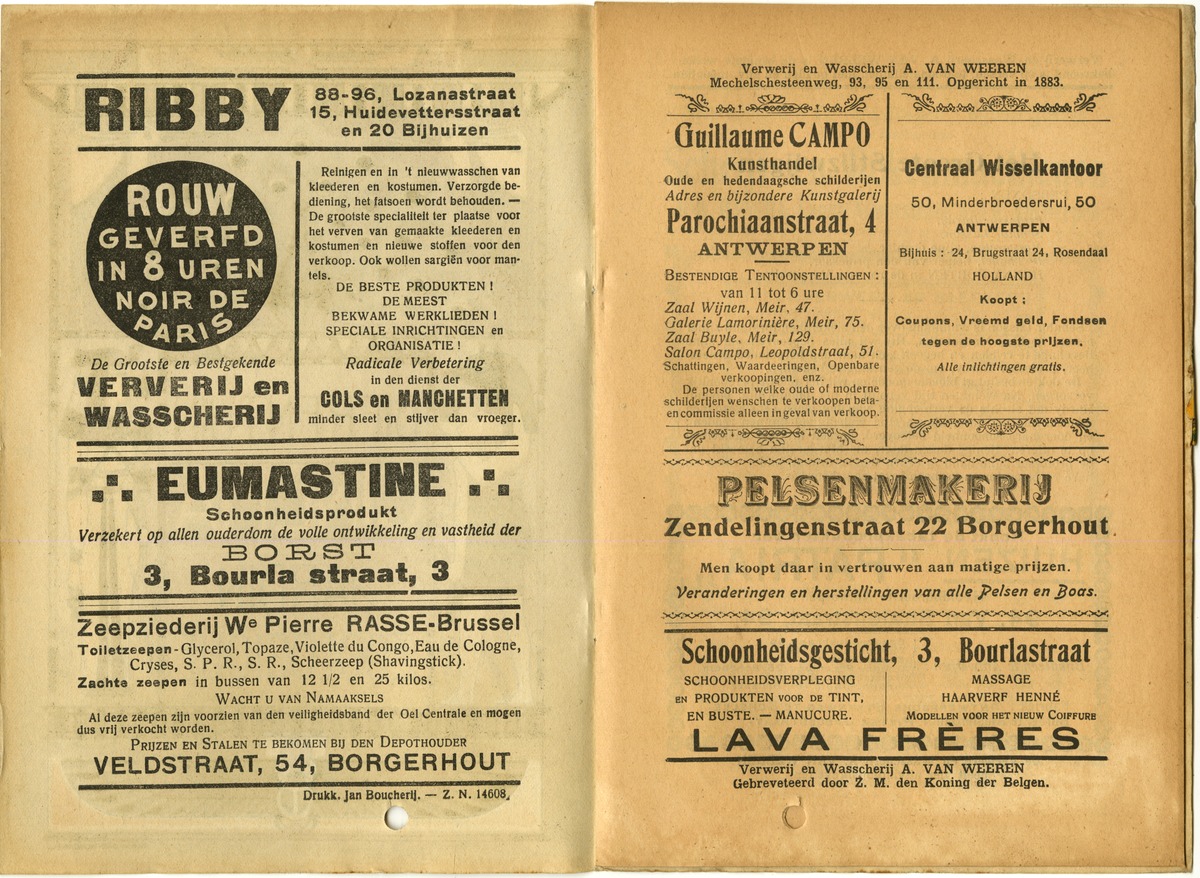 RIBBY
88-96, Lozanastraat
15, Huidevettersstraat
en 20 Bijhuizen
ROUW
GEVERFD
IN 8 UREN
NOIR DE
PARIS
De Grootste en Bestgekende
VERVERIJ en
WASSCHERIJ
Reinigen en in 't nieuwwasschen van
kleederen en kostumen. Verzorgde be-
diening, het fatsoen wordt behouden. —
De grootste specialiteit ter plaatse voor
het verven van gemaakte kleederen en
kostumen en nieuwe stoffen voor den
verkoop. Ook wollen sargiën voor man-
tels.
DE BESTE PRODUKTEN !
DE MEEST
BEKWAME WERKLIEDEN !
SPECIALE INRICHTINGEN en
ORGANISATIE !
Radicale Verbetering
in den dienst der
COLS en MANCHETTEN
minder sleet en stijver dan vroeger.
EUMASTINE
Schoonheidsprodukt
Verzekert op allen ouderdom de volle ontwikkeling en vastheid der
BORST
3, Bourla straat, 3
Zeepziederij We Pierre RASSE-Brussel
Toiletzeepen - Glycerol, Topaze, Violette du Congo, Eau de Cologne,
Cryses, S. P. R., S. R., Scheerzeep (Shavingstick).
Zachte zeepen in bussen van 12 1/2 en 25 kilos.
WACHT U VAN NAMAAKSELS
Al deze zeepen zijn voorzien van den veiligheidsband der Oel Centrale en mogen
dus vrij verkocht worden.
PRIJZEN EN STALEN TE BEKOMEN BIJ DEN DEPOTHOUDER
VELDSTRAAT, 54, BORGERHOUT
Drukk. Jan Boucherij. — Z. N. 14608.
Verwerij en Wasscherij A. VAN WEEREN
Mechelschesteenweg, 93, 95 en 111. Opgericht in 1883.
Guillaume CAMPO
Kunsthandel
Oude en hedendaagsche schilderijen
Adres en bijzondere Kunstgalerij
Parochiaanstraat, 4
ANTWERPEN
BESTENDIGE TENTOONSTELLINGEN :
van 11 tot 6 ure
Zaal Wijnen, Meir, 47.
Galerie Lamorinière, Meir, 75.
Zaal Buyle, Meir, 129.
Salon Campo, Leopoldstraat, 51.
Schattingen, Waardeeringen, Openbare
verkoopingen, enz.
De personen welke oude of moderne
schilderijen wenschen te verkoopen beta-
en commissie alleen in geval van verkoop.
Centraal Wisselkantoor
50, Minderbroedersrui, 50
ANTWERPEN
Bijhuis : 24, Brugstraat 24, Rosendaal
HOLLAND
Koopt :
Coupons, Vreemd geld, Fondsen
tegen de hoogste prijzen.
Alle inlichtingen gratis.
PELSENMAKERIJ
Zendelingenstraat 22 Borgerhout.
Men koopt daar in vertrouwen aan matige prijzen.
Veranderingen en herstellingen van alle Pelsen en Boas.
Schoonheidsgesticht, 3, Bourlastraat
SCHOONHEIDSVERPLEGING
EN PRODUKTEN VOOR DE TINT,
EN BUSTE. — MANUCURE.
MASSAGE
HAARVERF HENNÉ
MODELLEN VOOR HET NIEUW COIFFURE
LAVA FRÈRES
Verwerij en Wasscherij A. VAN WEEREN
Gebreveteerd door Z. M. den Koning der Belgen.